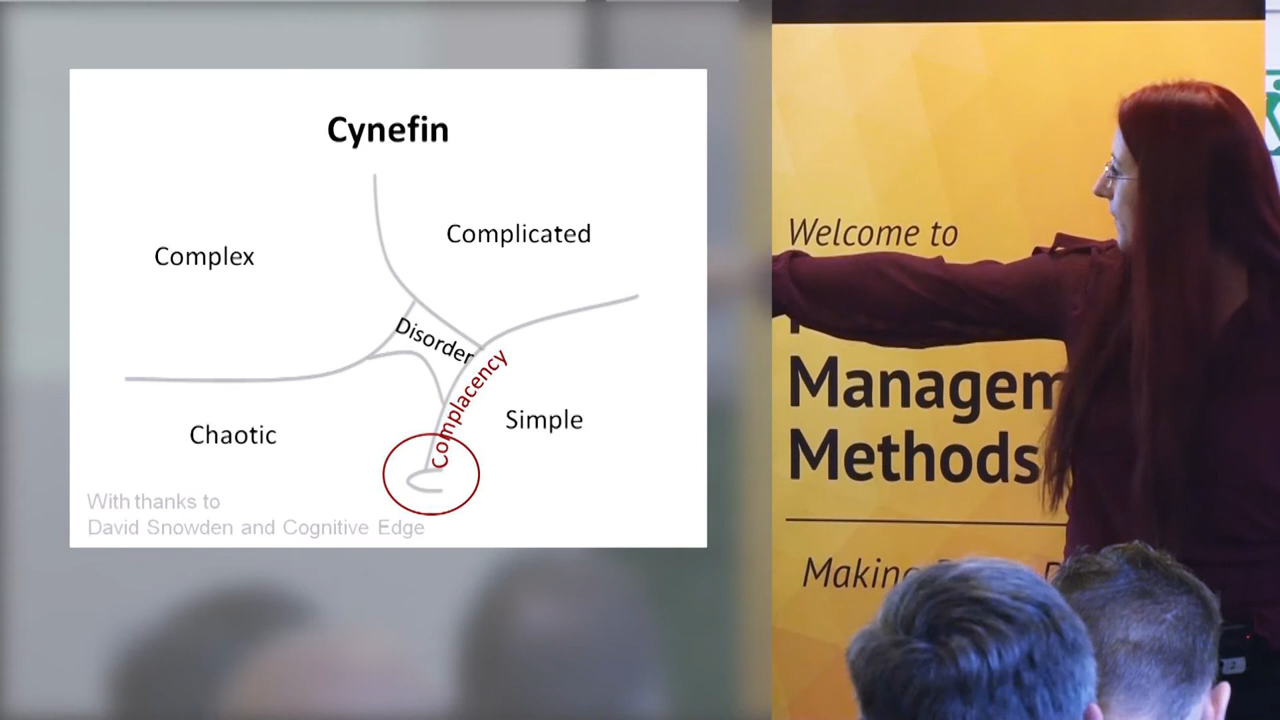 Cynefin
Complex
Complicated
Disorder
Complacency
Simple
Chaotic
With thanks to
David Snowden and Cognitive Edge
Welcome to
Managem
Methods
Making